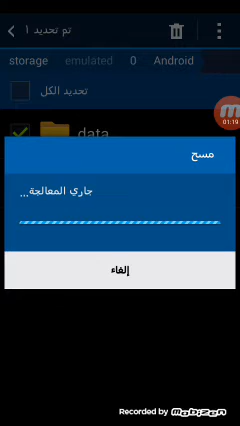 تم تحديد ١
storage emulated 0 Android
تحديد الكل
data
01:19
مسح
جاري المعالجة...
إلغاء
Recorded by mobizen